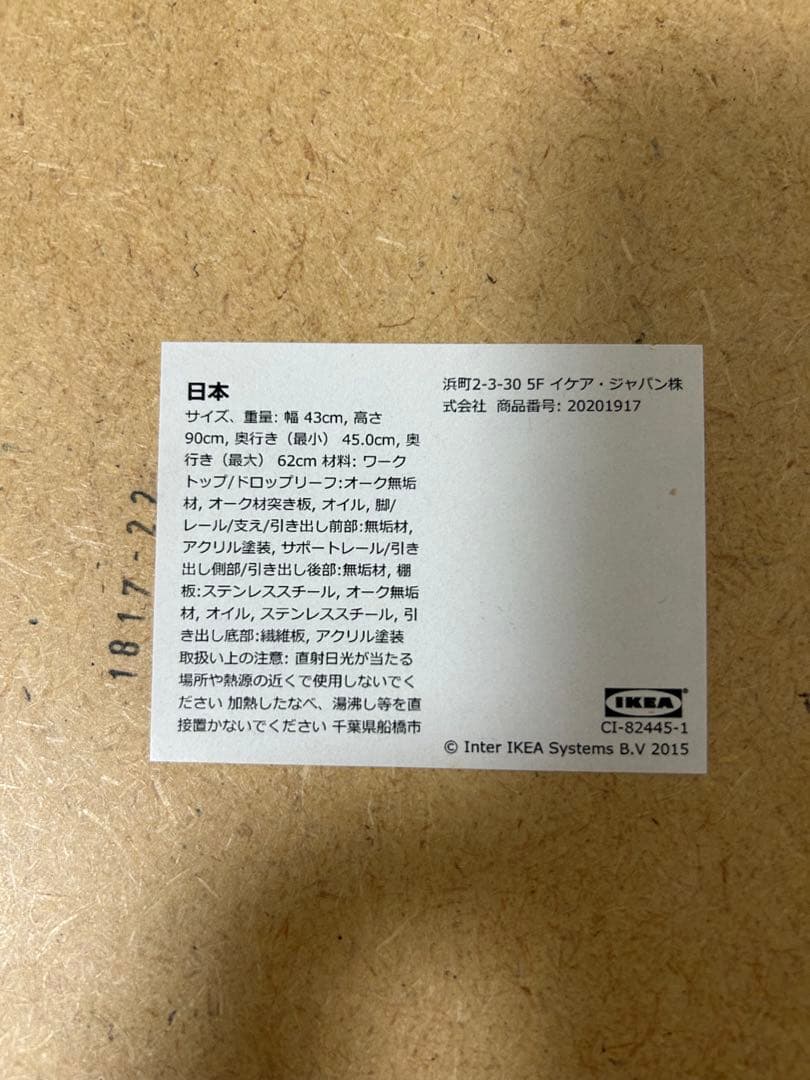 日本
サイズ、重量: 幅 43cm, 高さ
90cm, 奥行き（最小） 45.0cm, 奥
行き（最大） 62cm 材料: ワーク
トップ/ドロップリーフ:オーク無垢
材, オーク材突き板, オイル, 脚/
レール/支え/引き出し前部:無垢材,
アクリル塗装, サポートレール/引き
出し側部/引き出し後部:無垢材, 棚
板:ステンレススチール, オーク無垢
材, オイル, ステンレススチール, 引
き出し底部:繊維板, アクリル塗装
取扱い上の注意: 直射日光が当たる
場所や熱源の近くで使用しないでく
ださい 加熱したなべ、湯沸し等を直
接置かないでください 千葉県船橋市
浜町2-3-30 5F イケア・ジャパン株
式会社 商品番号: 20201917
IKEA®
CI-82445-1
© Inter IKEA Systems B.V 2015
1817-22